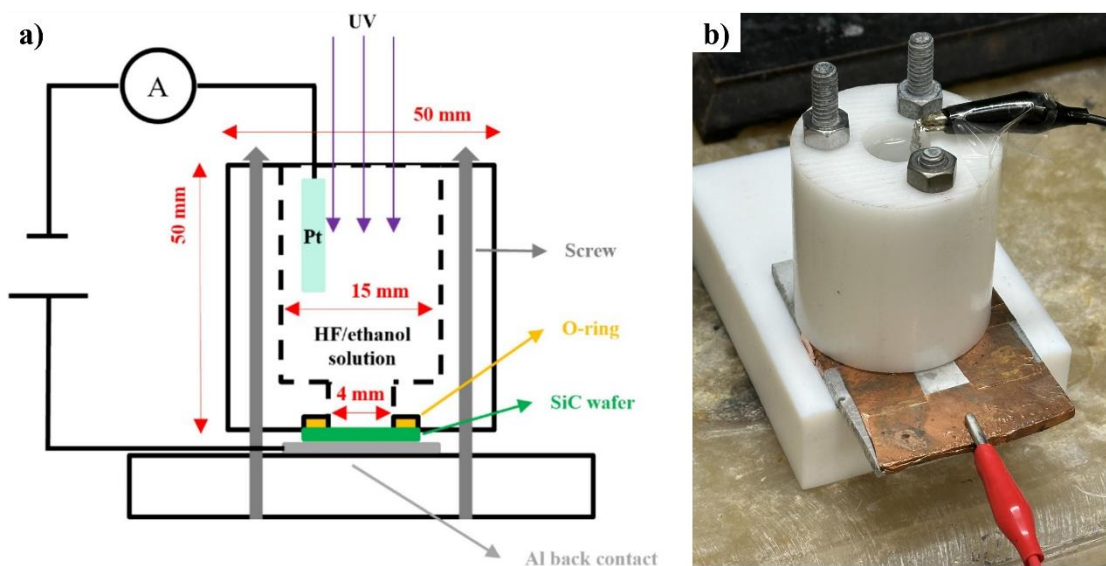 a)
UV
b)
A
50 mm
50 mm
Pt
Screw
15 mm
HF/ethanol
solution
O-ring
4 mm
SiC wafer
Al back contact